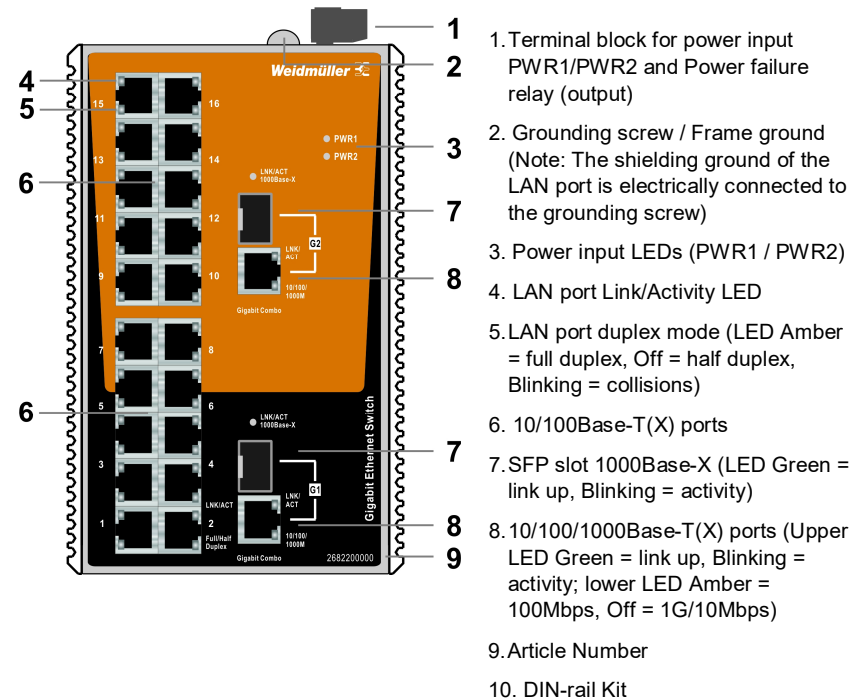 1
2
3
4
5
6
7
8
6
7
8
9
Weidmüller
15
16
PWR1
PWR2
13
14
LNK/ACT
1000Base-X
11
12
G2
LNK/
ACT
9
10
10/100/
1000M
Gigabit Combo
7
8
5
6
LNK/ACT
1000Base-X
Gigabit Ethernet Switch
3
4
G1
LNK/ACT
LNK/
ACT
1
2
Full/Half
Duplex
10/100/
1000M
Gigabit Combo
2682200000
1. Terminal block for power input
PWR1/PWR2 and Power failure
relay (output)
2. Grounding screw / Frame ground
(Note: The shielding ground of the
LAN port is electrically connected to
the grounding screw)
3. Power input LEDs (PWR1 / PWR2)
4. LAN port Link/Activity LED
5. LAN port duplex mode (LED Amber
= full duplex, Off = half duplex,
Blinking = collisions)
6. 10/100Base-T(X) ports
7. SFP slot 1000Base-X (LED Green =
link up, Blinking = activity)
8. 10/100/1000Base-T(X) ports (Upper
LED Green = link up, Blinking =
activity; lower LED Amber =
100Mbps, Off = 1G/10Mbps)
9. Article Number
10. DIN-rail Kit